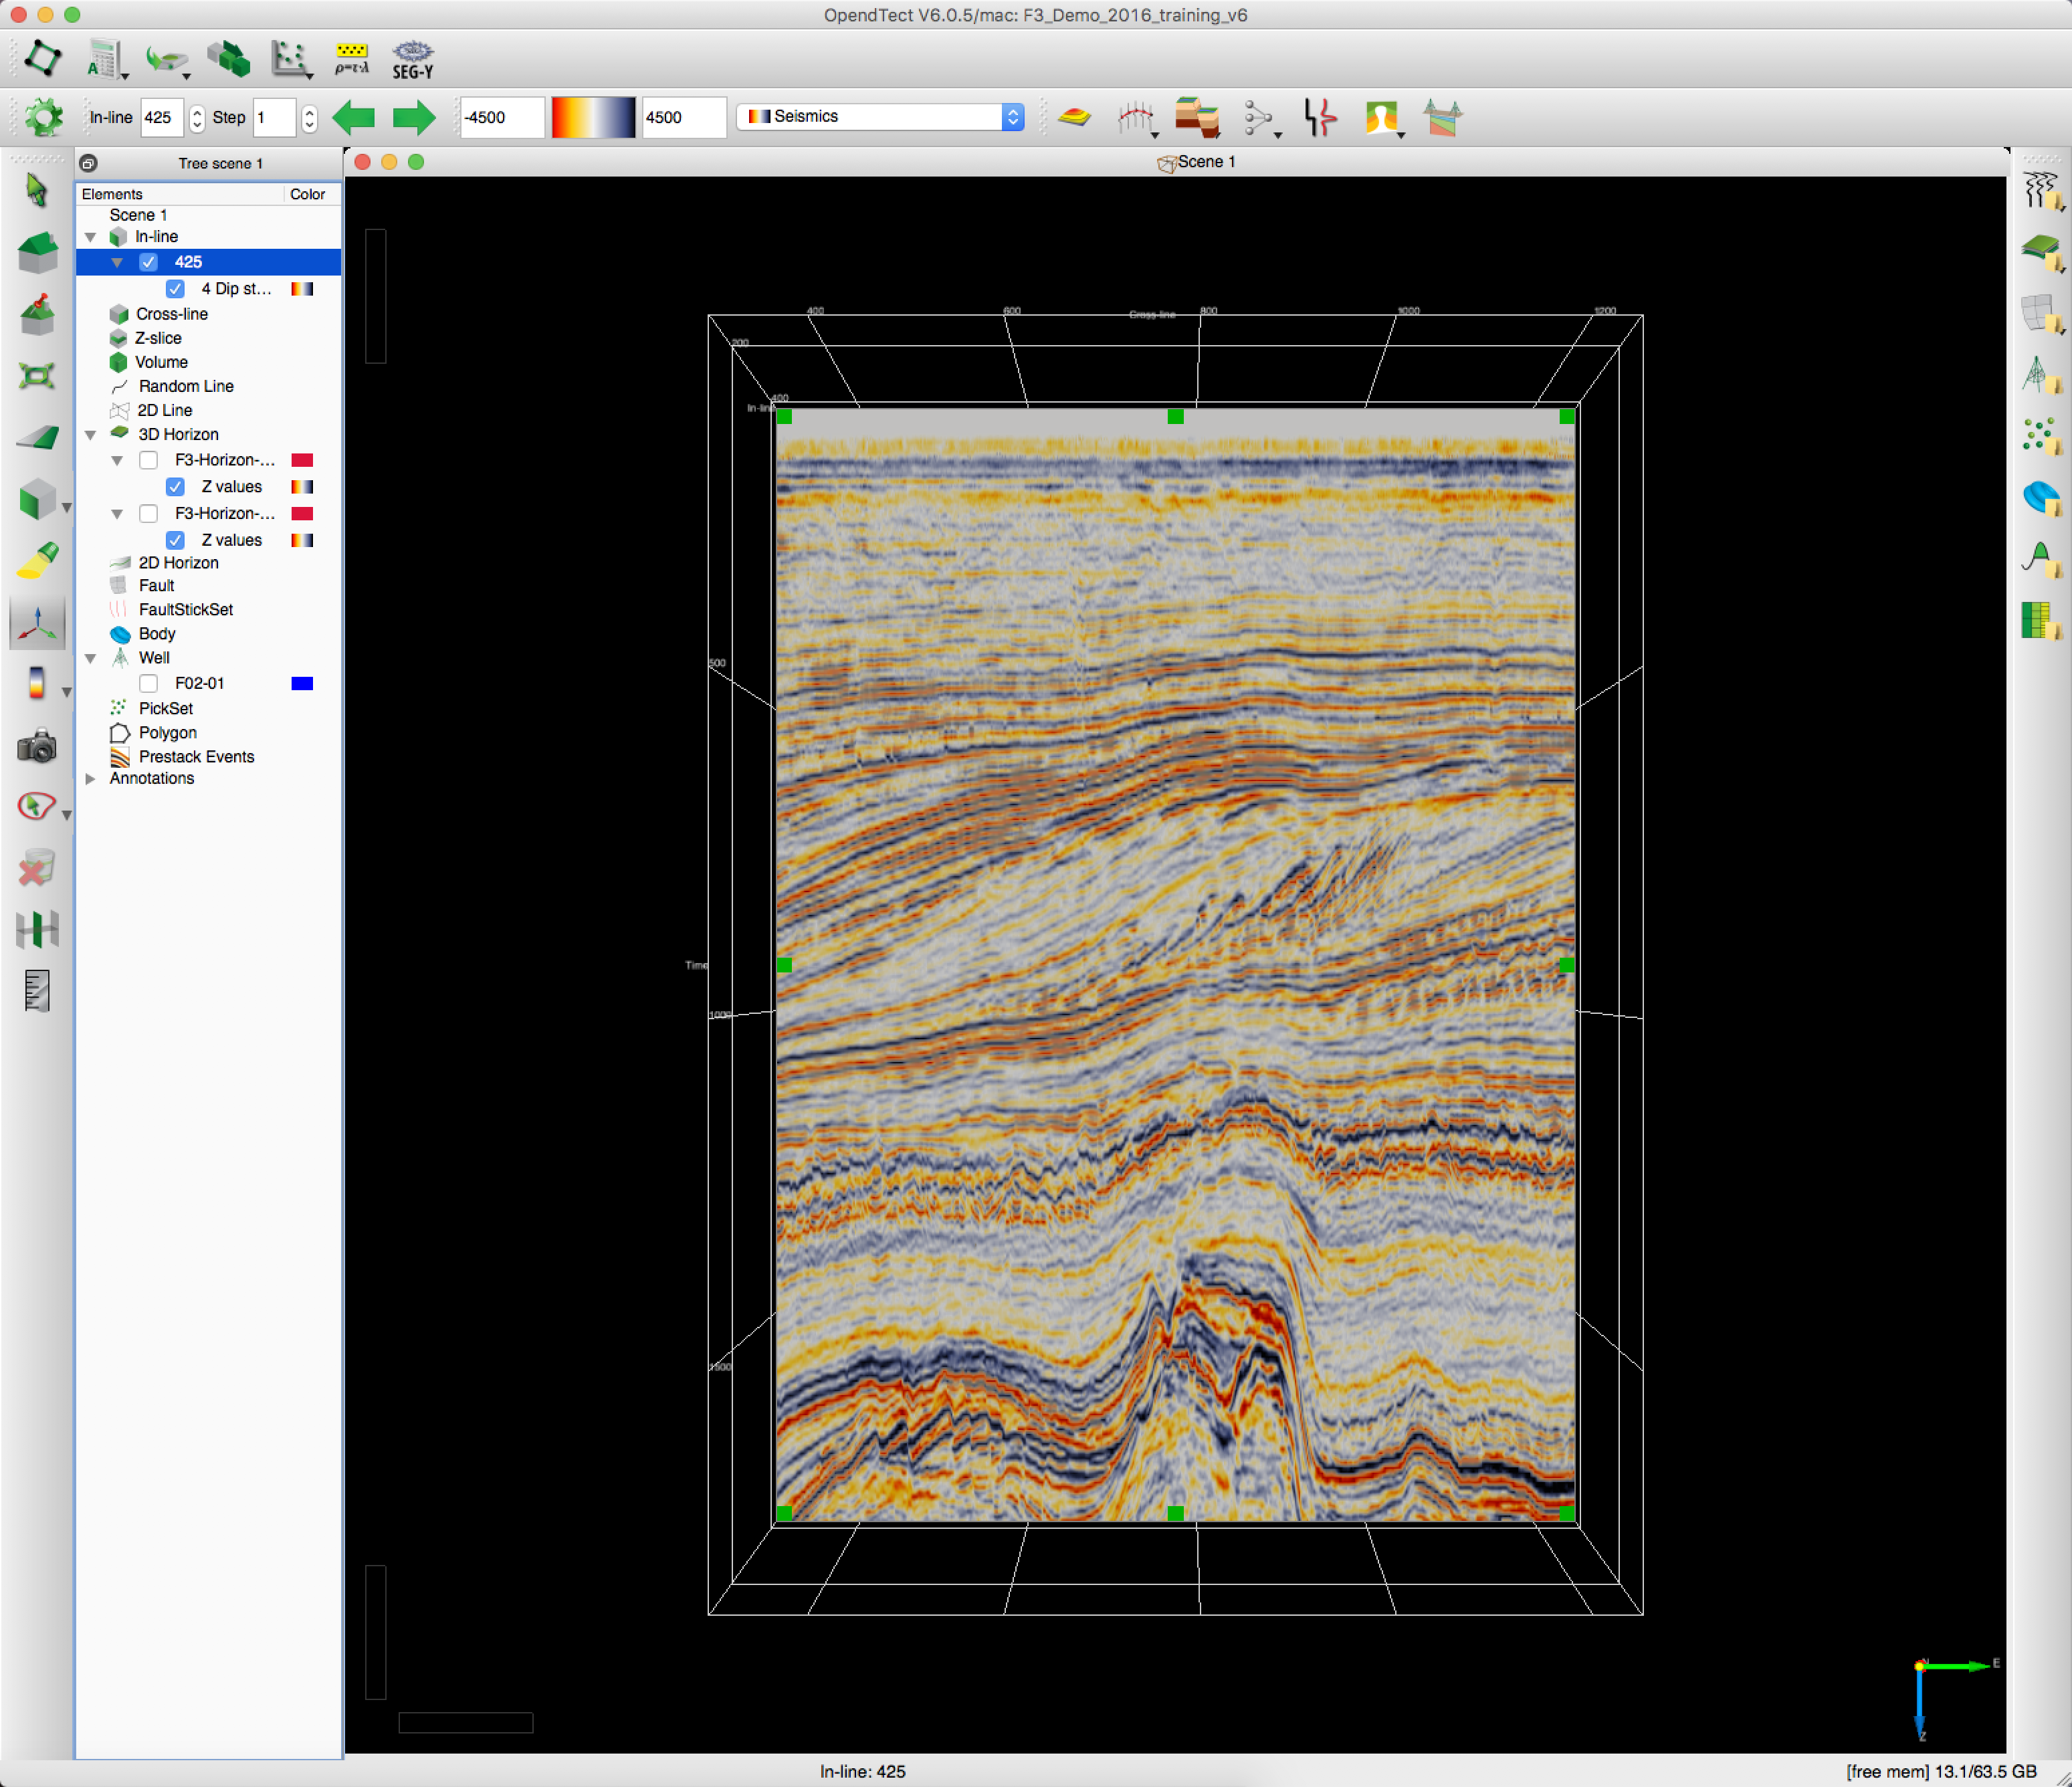 OpendTect V6.0.5/mac: F3_Demo_2016_training_v6
A
ρ=τ·λ
SEG-Y
In-line 425 Step 1 -4500 4500 Seismics
Tree scene 1
Scene 1
Elements Color
Scene 1
In-line
425
4 Dip st...
Cross-line
Z-slice
Volume
Random Line
2D Line
3D Horizon
F3-Horizon-...
Z values
F3-Horizon-...
Z values
2D Horizon
Fault
FaultStickSet
Body
Well
F02-01
PickSet
Polygon
Prestack Events
Annotations
400 600 Cross-line 800 1000 1200
200
400
In-line
500
Time
1000
1500
N
E
Z
In-line: 425
[free mem] 13.1/63.5 GB